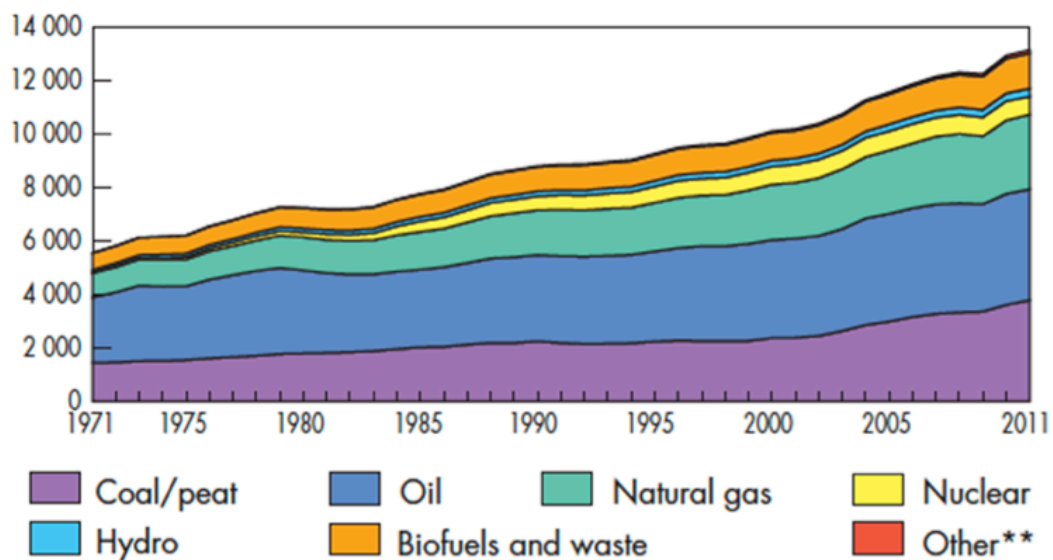 14 000
12 000
10 000
8 000
6 000
4 000
2 000
0
1971 1975 1980 1985 1990 1995 2000 2005 2011
Coal/peat Oil Natural gas Nuclear
Hydro Biofuels and waste Other**